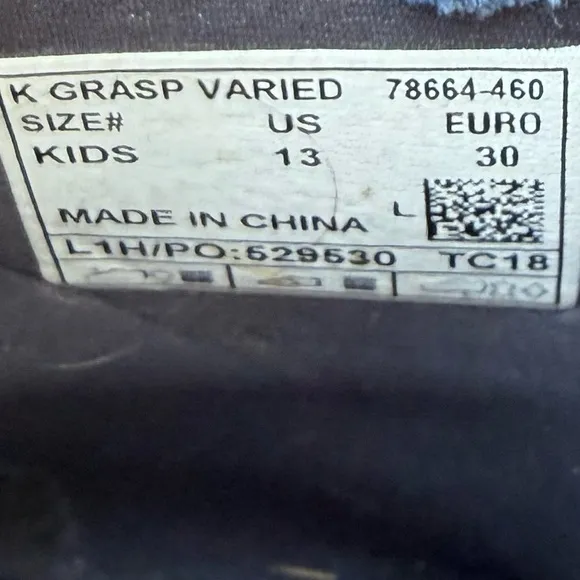 K GRASP VARIED 78664-460
SIZE# US EURO
KIDS 13 30
MADE IN CHINA L
L1H/PO:529530 TC18